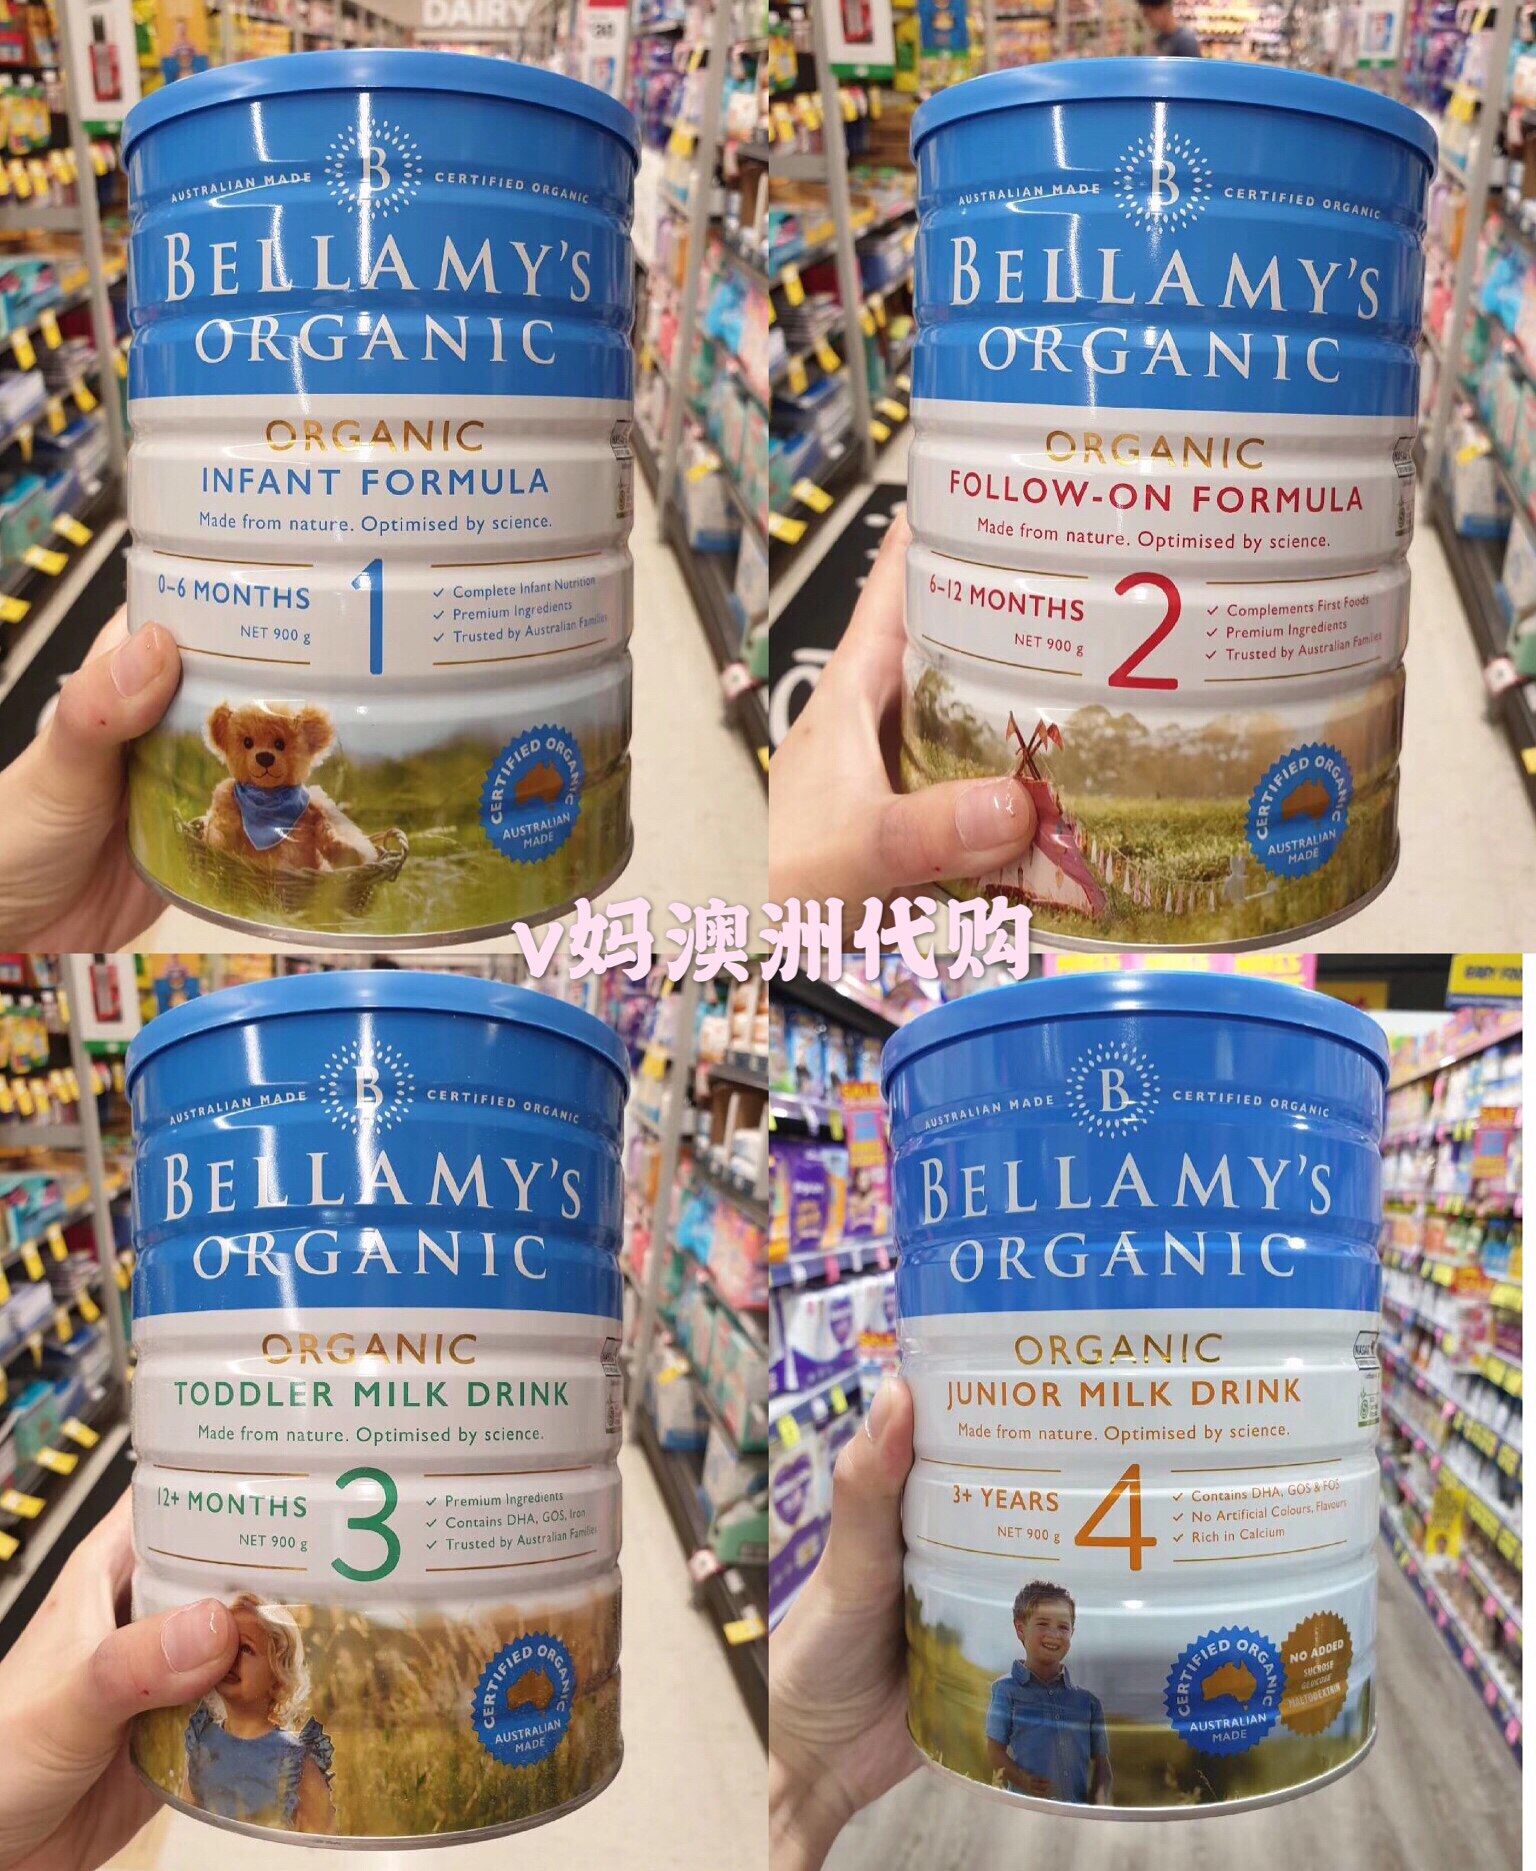 DAIRY
AUSTRALIAN MADE B CERTIFIED ORGANIC
BELLAMY'S
ORGANIC
ORGANIC
INFANT FORMULA
Made from nature. Optimised by science.
0-6 MONTHS
NET 900 g
1
✓ Complete Infant Nutrition
✓ Premium Ingredients
✓ Trusted by Australian Families
CERTIFIED ORGANIC
AUSTRALIAN
MADE
AUSTRALIAN MADE B CERTIFIED ORGANIC
BELLAMY'S
ORGANIC
ORGANIC
FOLLOW-ON FORMULA
Made from nature. Optimised by science.
6-12 MONTHS
NET 900 g
2
✓ Complements First Foods
✓ Premium Ingredients
✓ Trusted by Australian Families
CERTIFIED ORGANIC
AUSTRALIAN
MADE
v妈澳洲代购
AUSTRALIAN MADE B CERTIFIED ORGANIC
BELLAMY'S
ORGANIC
ORGANIC
TODDLER MILK DRINK
Made from nature. Optimised by science.
12+ MONTHS
NET 900 g
3
✓ Premium Ingredients
✓ Contains DHA, GOS, Iron
✓ Trusted by Australian Families
CERTIFIED ORGANIC
AUSTRALIAN
MADE
AUSTRALIAN MADE B CERTIFIED ORGANIC
BELLAMY'S
ORGANIC
ORGANIC
JUNIOR MILK DRINK
Made from nature. Optimised by science.
3+ YEARS
NET 900 g
4
✓ Contains DHA, GOS & FOS
✓ No Artificial Colours, Flavours
✓ Rich in Calcium
CERTIFIED ORGANIC
AUSTRALIAN
MADE
NO ADDED
SUCROSE
GLUCOSE
MALTODEXTRIN